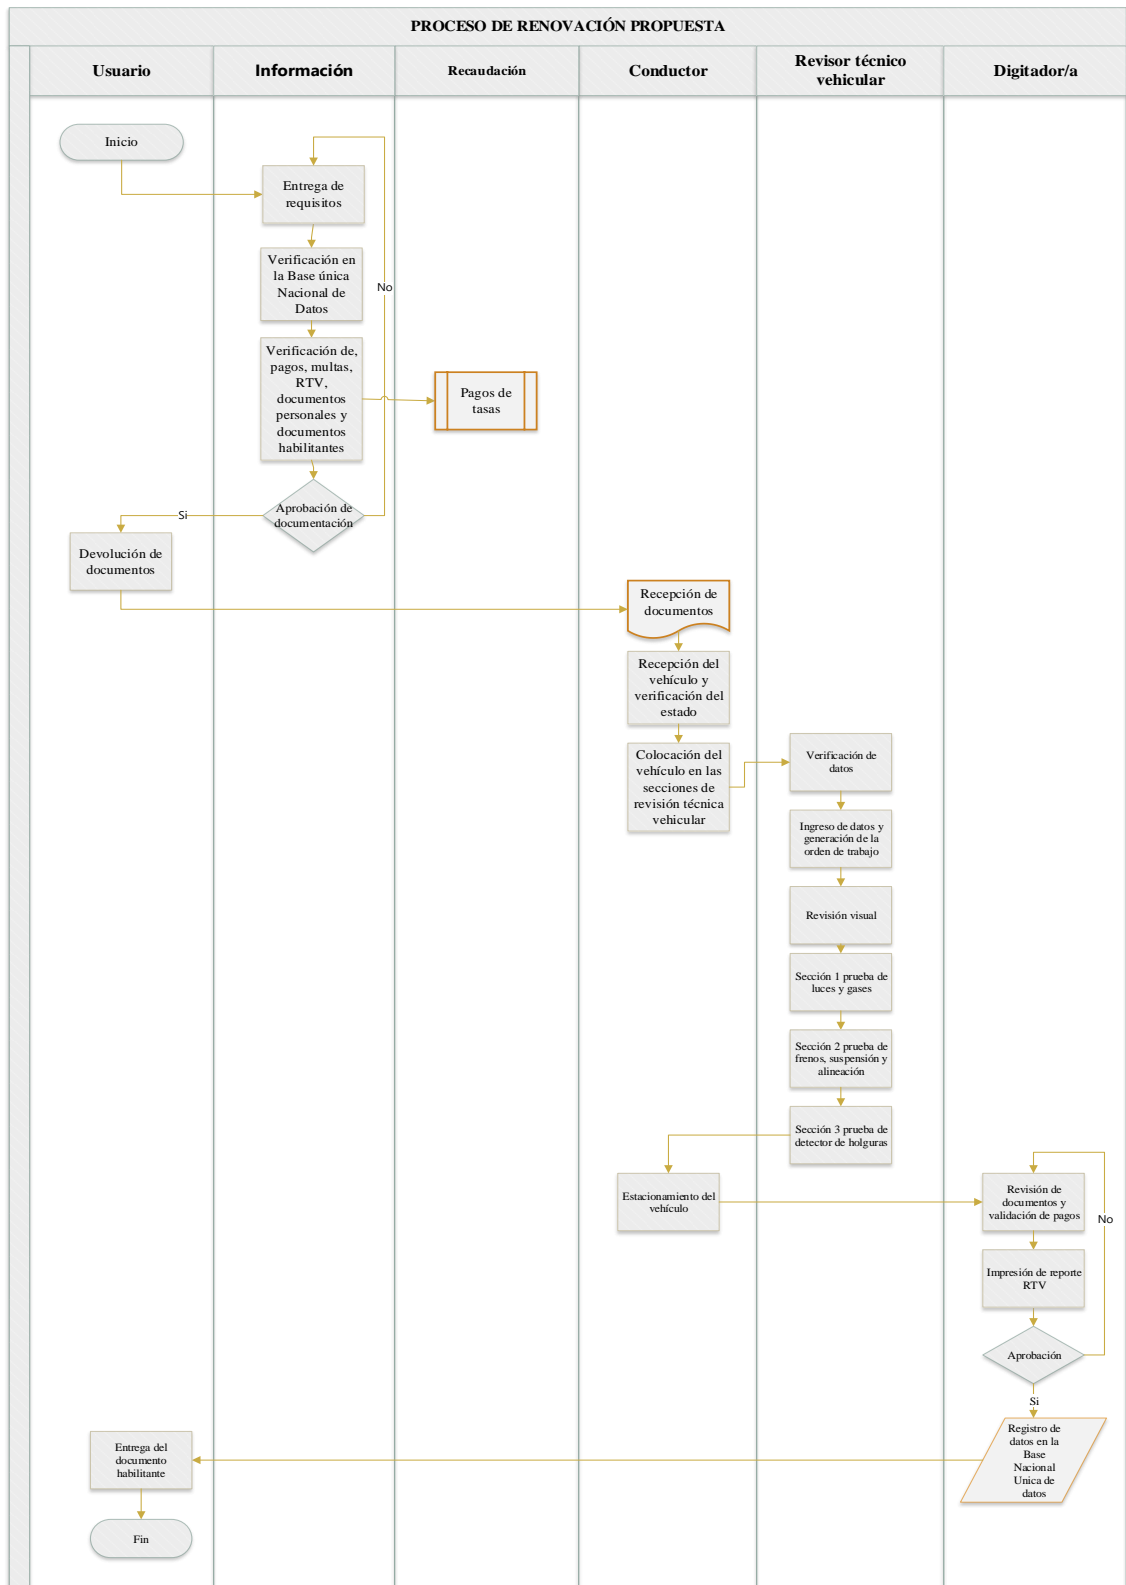 PROCESO DE RENOVACIÓN PROPUESTA
Usuario
Información
Recaudación
Conductor
Revisor técnico
vehicular
Digitador/a
Inicio
Entrega de
requisitos
Verificación en
la Base única
Nacional de
Datos
No
Verificación de,
pagos, multas,
RTV,
documentos
personales y
documentos
habilitantes
Pagos de
tasas
Aprobación de
documentación
Si
Devolución de
documentos
Recepción de
documentos
Recepción del
vehículo y
verificación del
estado
Colocación del
vehículo en las
secciones de
revisión técnica
vehicular
Verificación de
datos
Ingreso de datos y
generación de la
orden de trabajo
Revisión visual
Sección 1 prueba de
luces y gases
Sección 2 prueba de
frenos, suspensión y
alineación
Sección 3 prueba de
detector de holguras
Estacionamiento del
vehículo
Revisión de
documentos y
validación de pagos
No
Impresión de reporte
RTV
Aprobación
Si
Registro de
datos en la
Base
Nacional
Unica de
datos
Entrega del
documento
habilitante
Fin